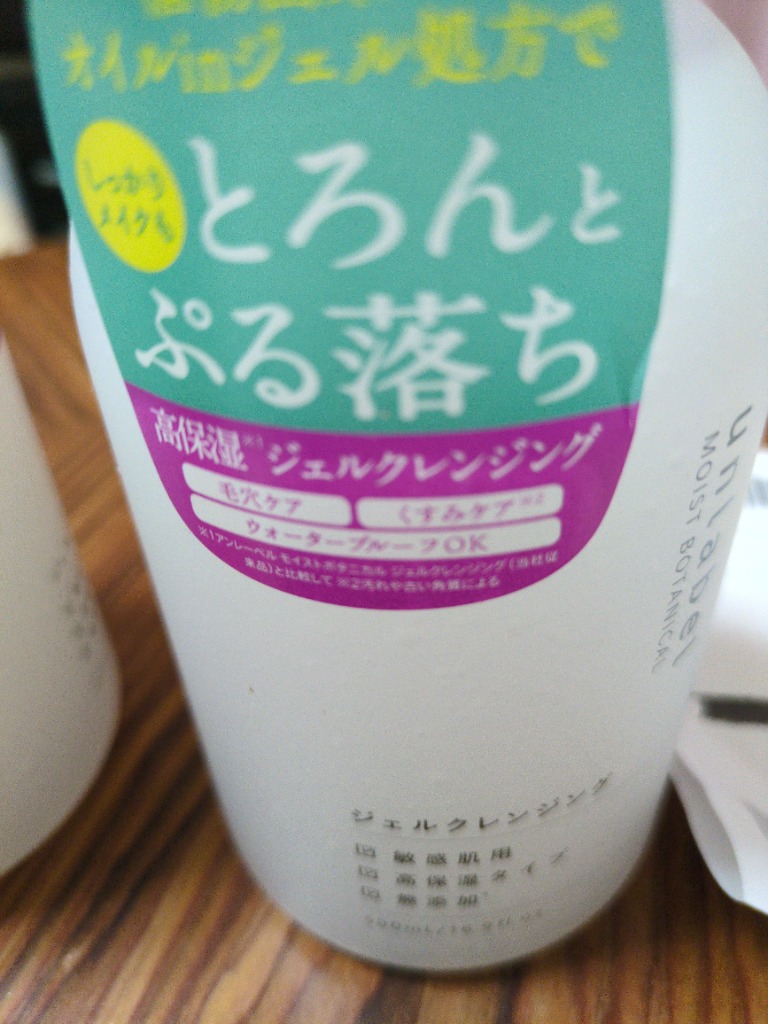 オイルinジェル処方で
しっかり
メイクも
とろんと
ぷる落ち
高保湿※1 ジェルクレンジング
毛穴ケア
くすみケア※2
ウォータープルーフOK
※1アンレーベル モイストボタニカル ジェルクレンジング(当社従
来品)と比較して ※2汚れや古い角質による
unlabel
MOIST BOTANICAL
ジェルクレンジング
☑ 敏感肌用
☑ 高保湿タイプ
☑ 無添加